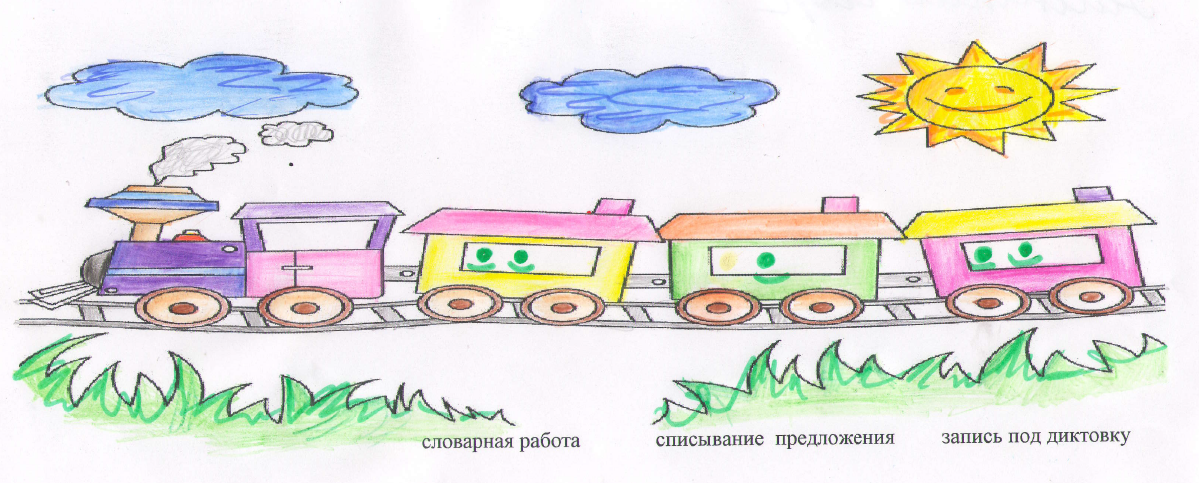 словарная работа списывание предложения запись под диктовку